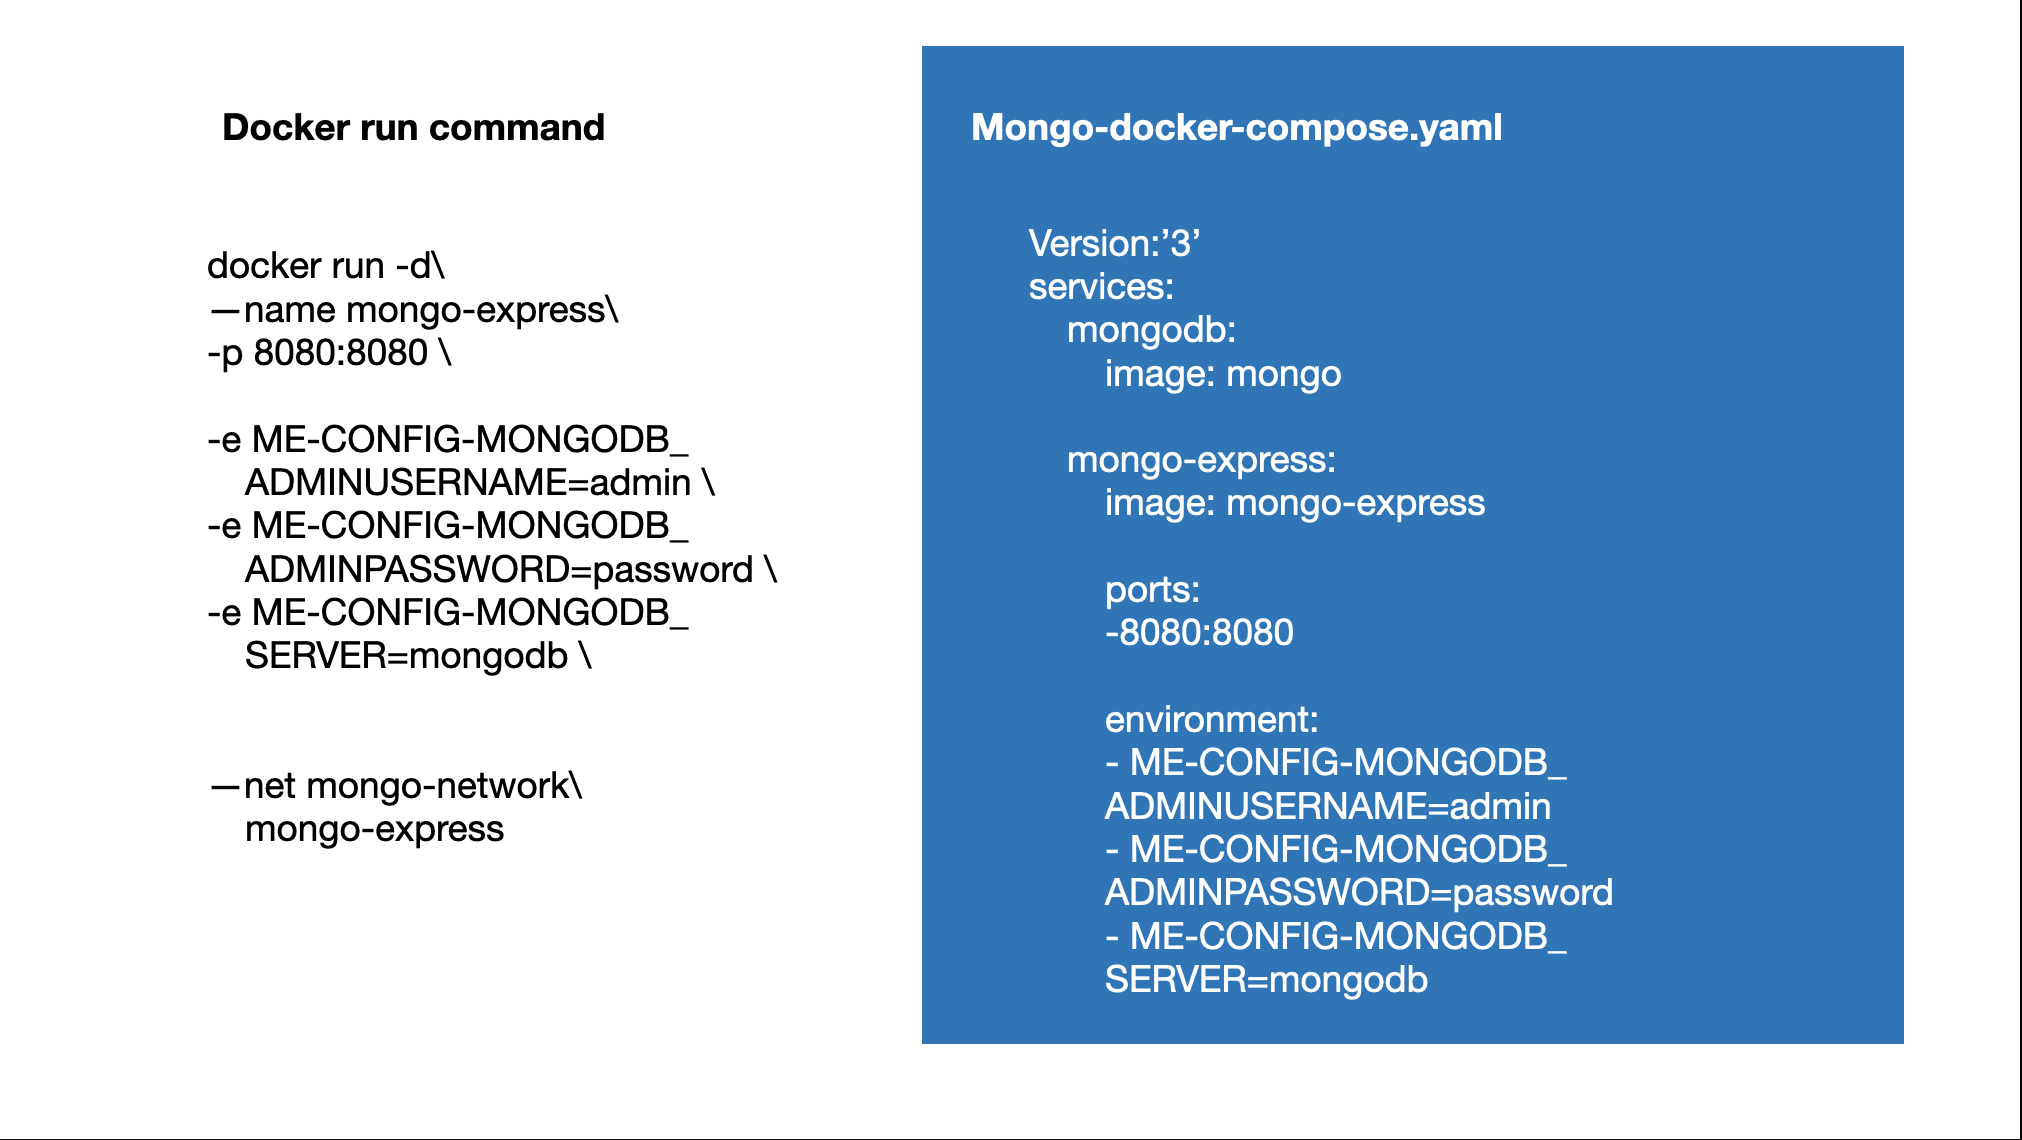 Docker run command
docker run -d\
—name mongo-express\
-p 8080:8080 \
-e ME-CONFIG-MONGODB_
ADMINUSERNAME=admin \
-e ME-CONFIG-MONGODB_
ADMINPASSWORD=password \
-e ME-CONFIG-MONGODB_
SERVER=mongodb \
—net mongo-network\
mongo-express
Mongo-docker-compose.yaml
Version:’3’
services:
mongodb:
image: mongo
mongo-express:
image: mongo-express
ports:
-8080:8080
environment:
- ME-CONFIG-MONGODB_
ADMINUSERNAME=admin
- ME-CONFIG-MONGODB_
ADMINPASSWORD=password
- ME-CONFIG-MONGODB_
SERVER=mongodb